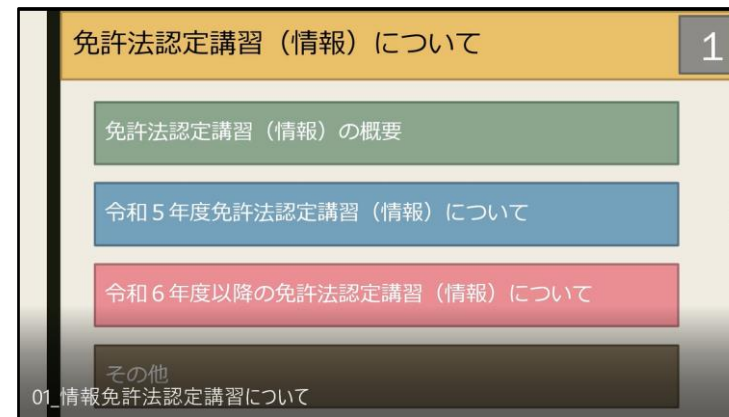 免許法認定講習（情報）について
1
免許法認定講習（情報）の概要
令和５年度免許法認定講習（情報）について
令和６年度以降の免許法認定講習（情報）について
その他
01_情報免許法認定講習について